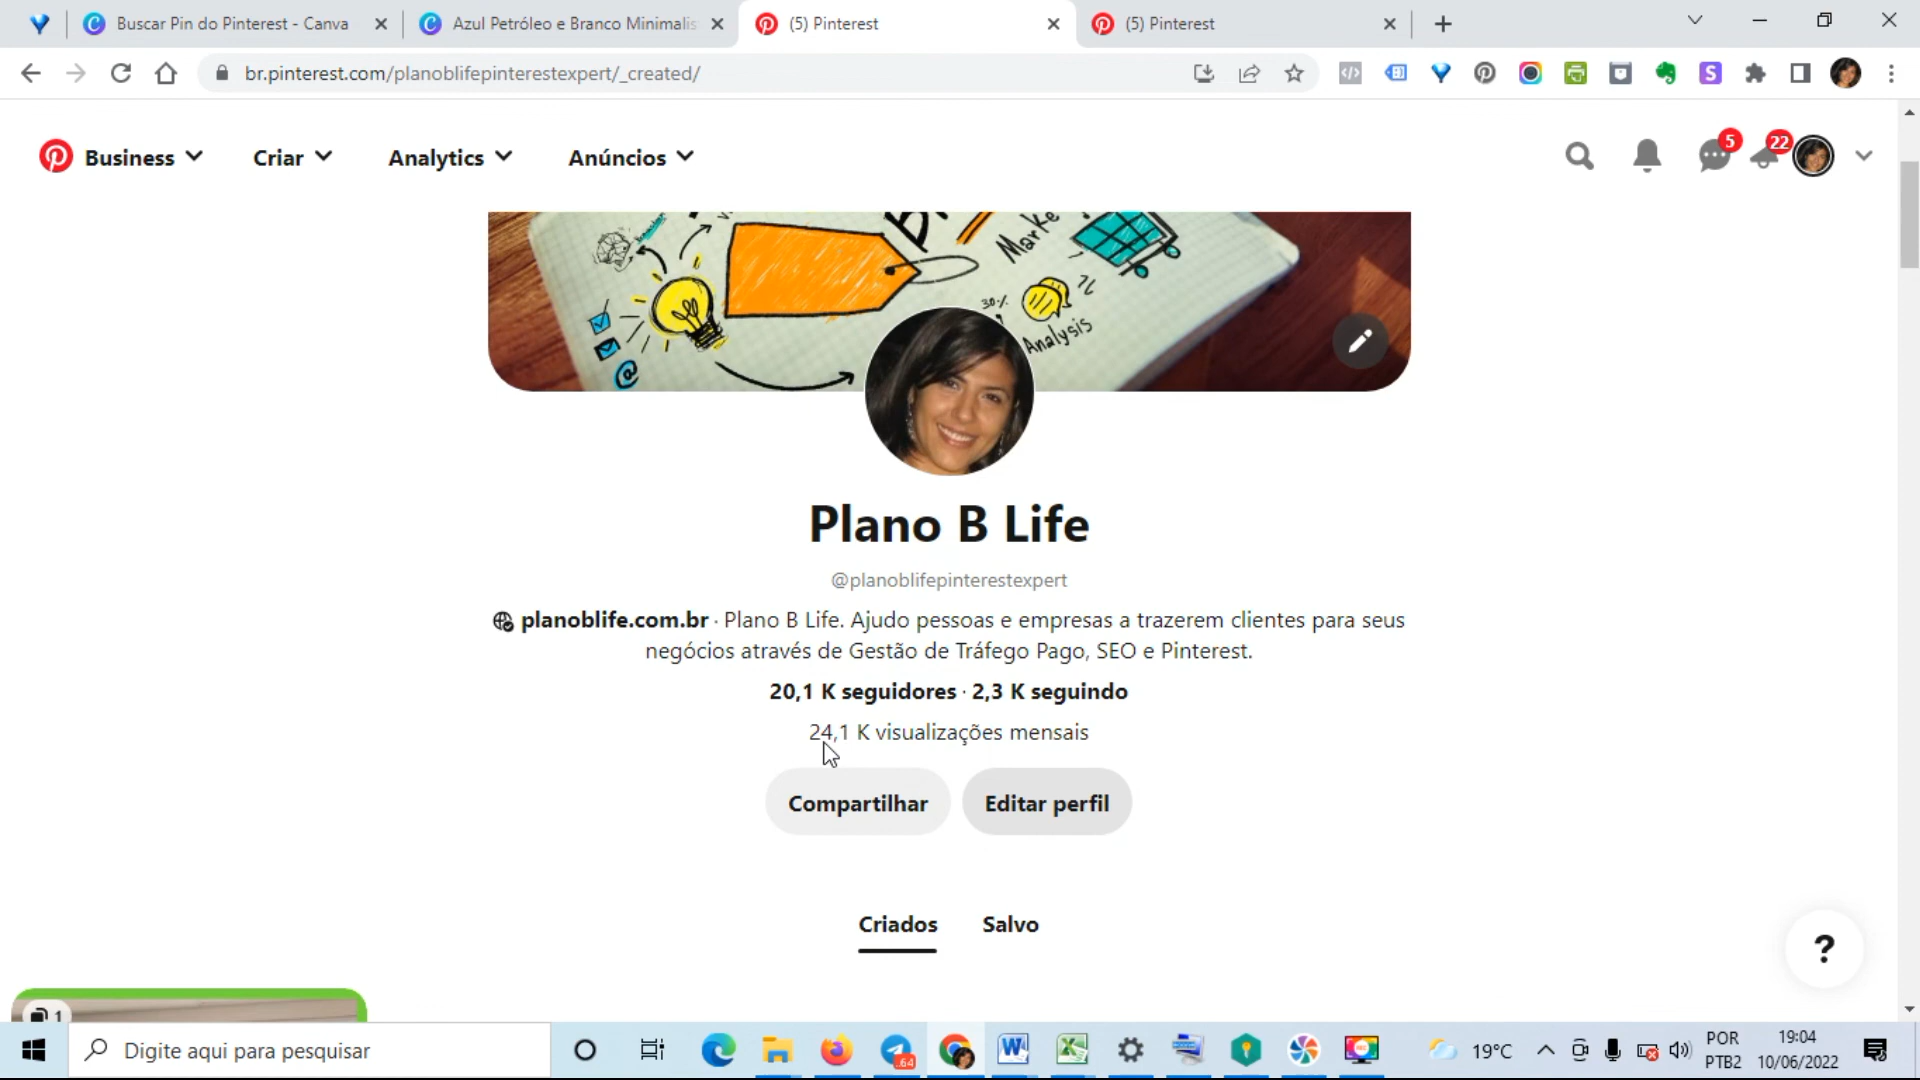 Buscar Pin do Pinterest - Canva
Azul Petróleo e Branco Minimalis
(5) Pinterest
(5) Pinterest
br.pinterest.com/planoblifepinterestexpert/_created/
Business
Criar
Analytics
Anúncios
5
22
Marke
30%
Analysis
Plano B Life
@planoblifepinterestexpert
planoblife.com.br · Plano B Life. Ajudo pessoas e empresas a trazerem clientes para seus
negócios através de Gestão de Tráfego Pago, SEO e Pinterest.
20,1 K seguidores · 2,3 K seguindo
24,1 K visualizações mensais
Compartilhar
Editar perfil
Criados
Salvo
?
1
Digite aqui para pesquisar
.64
19°C
POR
PTB2
19:04
10/06/2022